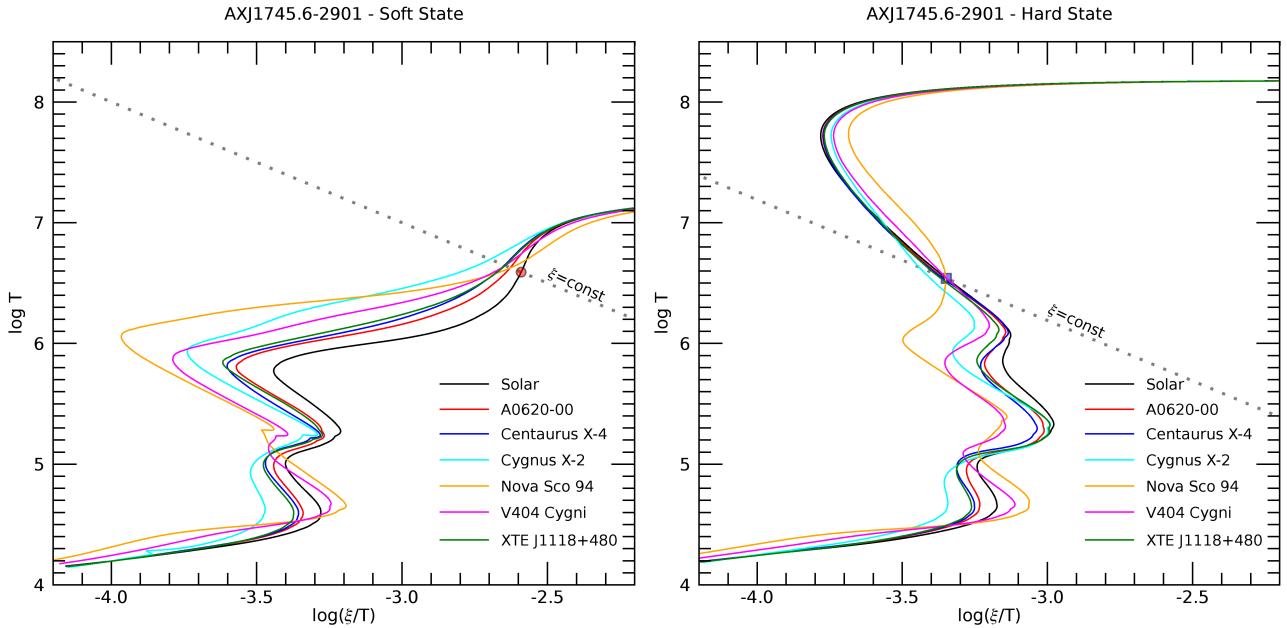 AXJ1745.6-2901 - Soft State
8
7
6
5
4
log T
-4.0
-3.5
-3.0
-2.5
log(ξ/T)
ξ=const
Solar
A0620-00
Centaurus X-4
Cygnus X-2
Nova Sco 94
V404 Cygni
XTE J1118+480
AXJ1745.6-2901 - Hard State
8
7
6
5
4
log T
-4.0
-3.5
-3.0
-2.5
log(ξ/T)
ξ=const
Solar
A0620-00
Centaurus X-4
Cygnus X-2
Nova Sco 94
V404 Cygni
XTE J1118+480